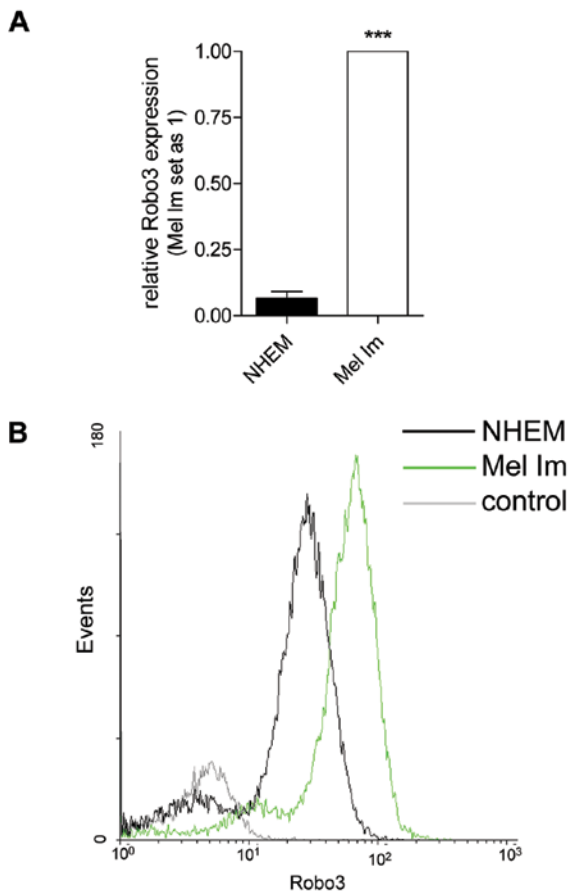 A
relative Robo3 expression
(Mel Im set as 1)
1.00
***
0.75
0.50
0.25
0.00
NHEM
Mel Im
B
180
Events
0
NHEM
Mel Im
control
10⁰
10¹
10²
10³
Robo3